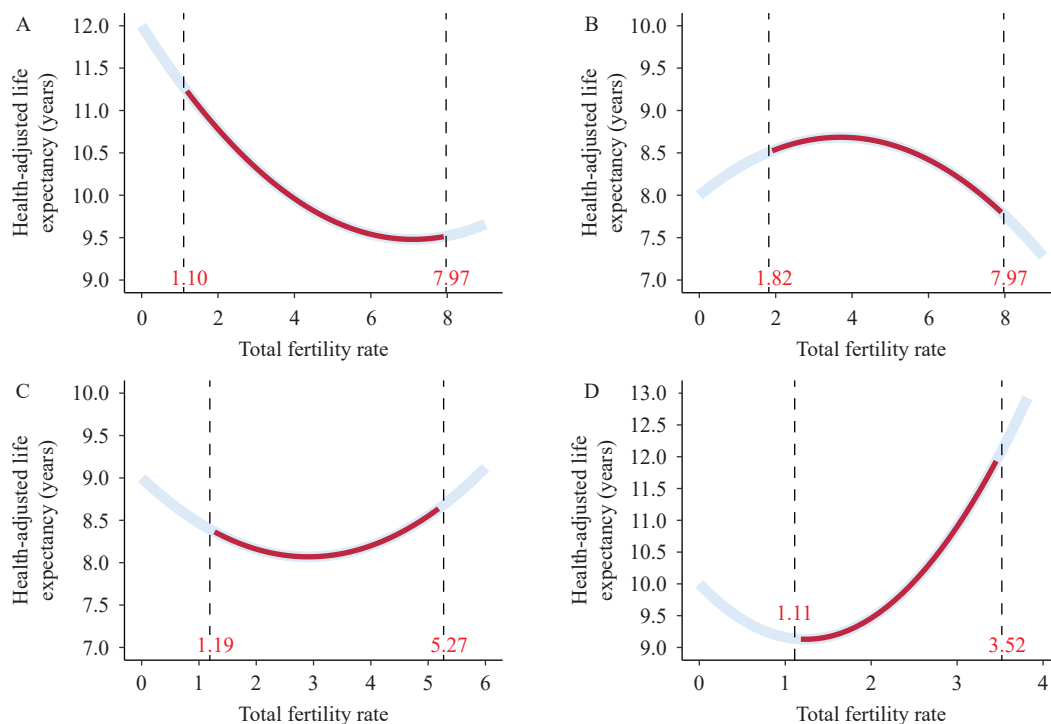 A
Health-adjusted life
expectancy (years)
12.0
11.5
11.0
10.5
10.0
9.5
9.0
1.10
7.97
0 2 4 6 8
Total fertility rate
B
Health-adjusted life
expectancy (years)
10.0
9.5
9.0
8.5
8.0
7.5
7.0
1.82
7.97
0 2 4 6 8
Total fertility rate
C
Health-adjusted life
expectancy (years)
10.0
9.5
9.0
8.5
8.0
7.5
7.0
1.19
5.27
0 1 2 3 4 5 6
Total fertility rate
D
Health-adjusted life
expectancy (years)
13.0
12.5
12.0
11.5
11.0
10.5
10.0
9.5
9.0
1.11
3.52
0 1 2 3 4
Total fertility rate